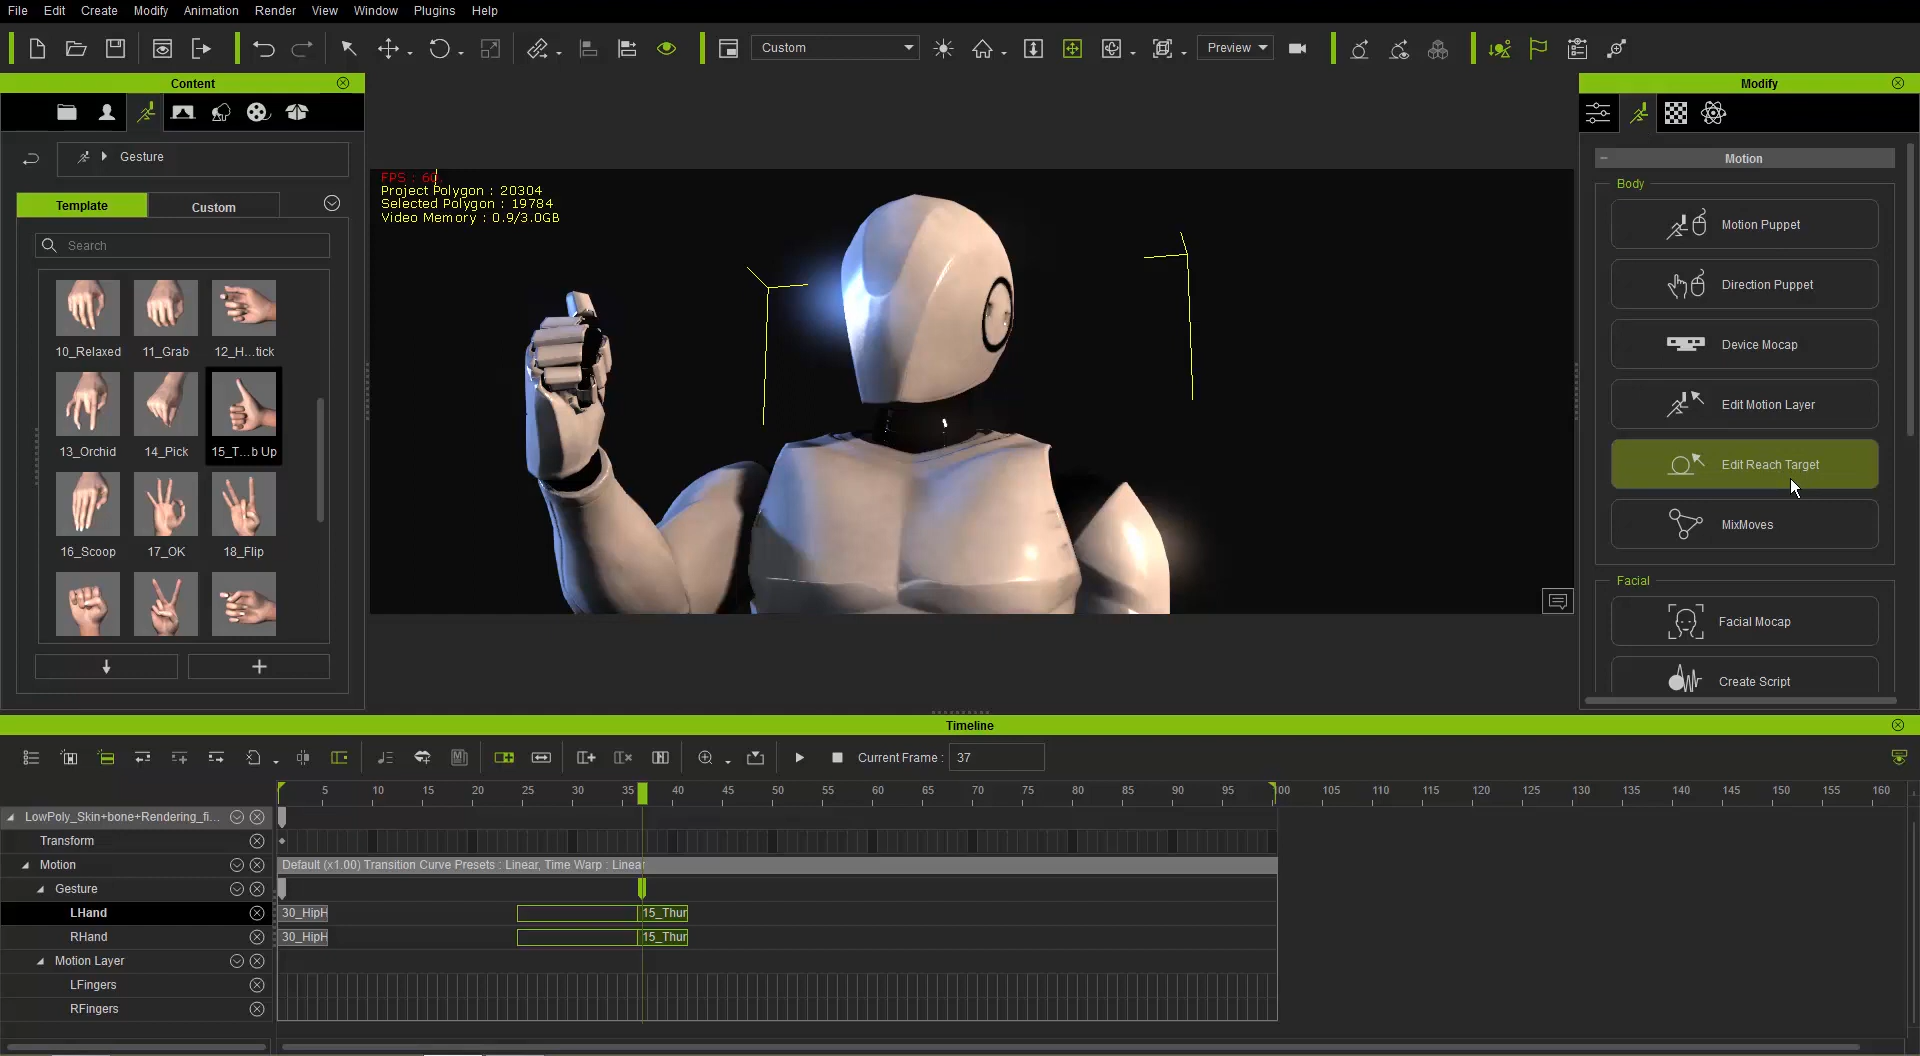 File Edit Create Modify Animation Render View Window Plugins Help
Custom
Preview
Content
Gesture
Template Custom
Search
10_Relaxed 11_Grab 12_H...tick
13_Orchid 14_Pick 15_T...b Up
16_Scoop 17_OK 18_Flip
FPS : 60.
Project Polygon : 20304
Selected Polygon : 19784
Video Memory : 0.9/3.0GB
Modify
Motion
Body
Motion Puppet
Direction Puppet
Device Mocap
Edit Motion Layer
Edit Reach Target
MixMoves
Facial
Facial Mocap
Create Script
Timeline
Current Frame : 37
5 10 15 20 25 30 35 40 45 50 55 60 65 70 75 80 85 90 95 100 105 110 115 120 125 130 135 140 145 150 155 160
LowPoly_Skin+bone+Rendering_fi...
Transform
Motion Default (x1.00) Transition Curve Presets : Linear, Time Warp : Linear
Gesture
LHand 30_HipH 15_Thur
RHand 30_HipH 15_Thur
Motion Layer
LFingers
RFingers